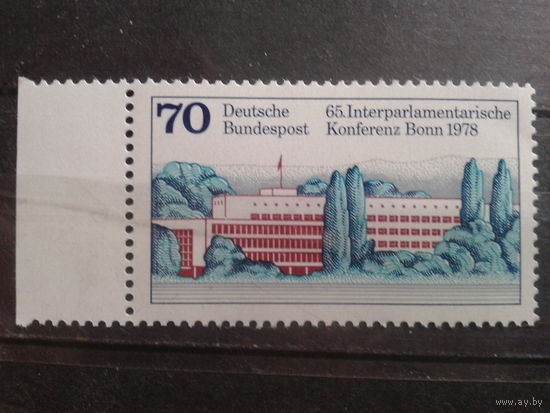 70
Deutsche
Bundespost
65.Interparlamentarische
Konferenz Bonn 1978
www.ay.by